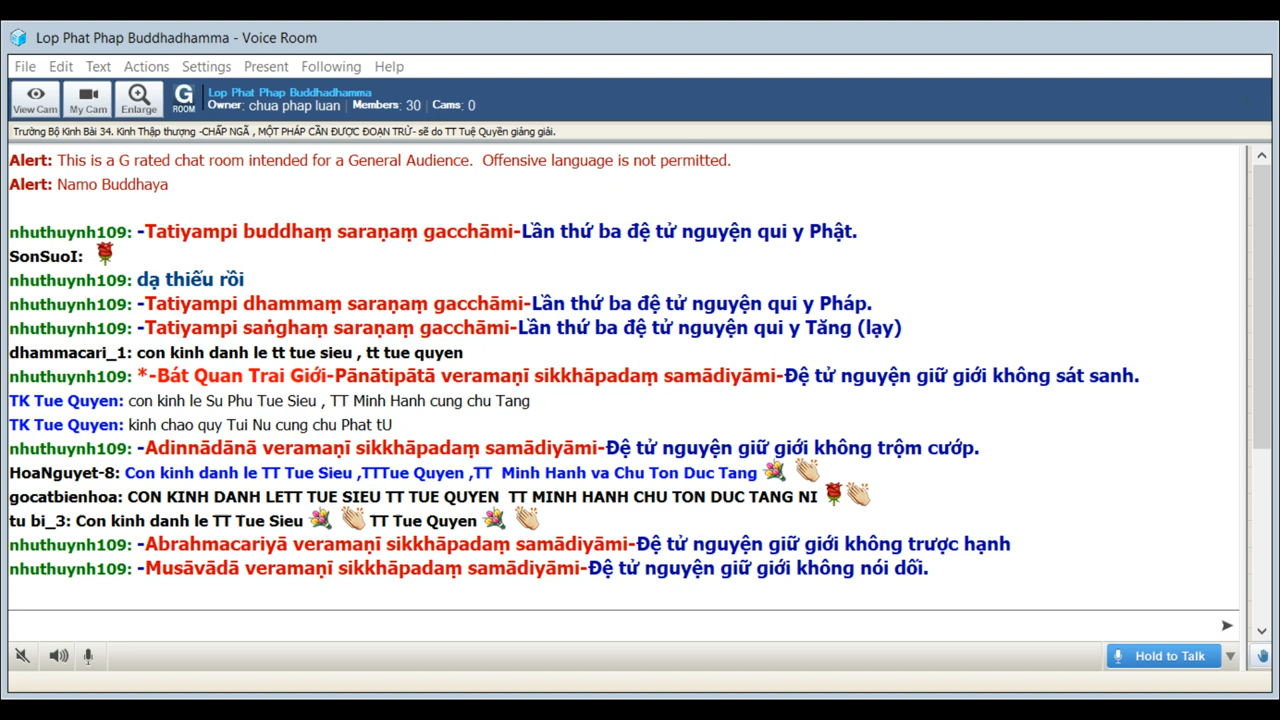 Lop Phat Phap Buddhadhamma - Voice Room
File Edit Text Actions Settings Present Following Help
View Cam My Cam Enlarge G ROOM
Lop Phat Phap Buddhadhamma
Owner: chua phap luan | Members: 30 | Cams: 0
Trường Bộ Kinh Bài 34. Kinh Thập thượng -CHẤP NGÃ , MỘT PHÁP CẦN ĐƯỢC ĐOẠN TRỪ- sẽ do TT Tuệ Quyền giảng giải.
Alert: This is a G rated chat room intended for a General Audience. Offensive language is not permitted.
Alert: Namo Buddhaya
nhuthuynh109: -Tatiyampi buddhaṃ saraṇaṃ gacchāmi-Lần thứ ba đệ tử nguyện qui y Phật.
SonSuoI: 🌹
nhuthuynh109: dạ thiếu rồi
nhuthuynh109: -Tatiyampi dhammaṃ saraṇaṃ gacchāmi-Lần thứ ba đệ tử nguyện qui y Pháp.
nhuthuynh109: -Tatiyampi saṅghaṃ saraṇaṃ gacchāmi-Lần thứ ba đệ tử nguyện qui y Tăng (lạy)
dhammacari_1: con kinh danh le tt tue sieu , tt tue quyen
nhuthuynh109: *-Bát Quan Trai Giới-Pānātipātā veramaṇī sikkhāpadaṃ samādiyāmi-Đệ tử nguyện giữ giới không sát sanh.
TK Tue Quyen: con kinh le Su Phu Tue Sieu , TT Minh Hanh cung chu Tang
TK Tue Quyen: kinh chao quy Tui Nu cung chu Phat tU
nhuthuynh109: -Adinnādānā veramaṇī sikkhāpadaṃ samādiyāmi-Đệ tử nguyện giữ giới không trộm cướp.
HoaNguyet-8: Con kinh danh le TT Tue Sieu ,TTTue Quyen ,TT Minh Hanh va Chu Ton Duc Tang 💐 👏
gocatbienhoa: CON KINH DANH LETT TUE SIEU TT TUE QUYEN TT MINH HANH CHU TON DUC TANG NI 🌹👏
tu bi_3: Con kinh danh le TT Tue Sieu 💐 👏 TT Tue Quyen 💐 👏
nhuthuynh109: -Abrahmacariyā veramaṇī sikkhāpadaṃ samādiyāmi-Đệ tử nguyện giữ giới không trược hạnh
nhuthuynh109: -Musāvādā veramaṇī sikkhāpadaṃ samādiyāmi-Đệ tử nguyện giữ giới không nói dối.
Hold to Talk